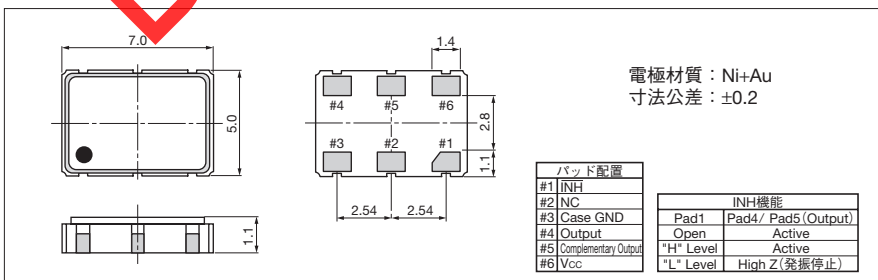 7.0
5.0
1.1
1.4
#4 #5 #6
#3 #2 #1
2.8
1.1
2.54 2.54
電極材質：Ni+Au
寸法公差：±0.2
パッド配置
#1 INH
#2 NC
#3 Case GND
#4 Output
#5 Complementary Output
#6 Vcc
INH機能
Pad1 Pad4/ Pad5(Output)
Open Active
"H" Level Active
"L" Level High Z(発振停止)